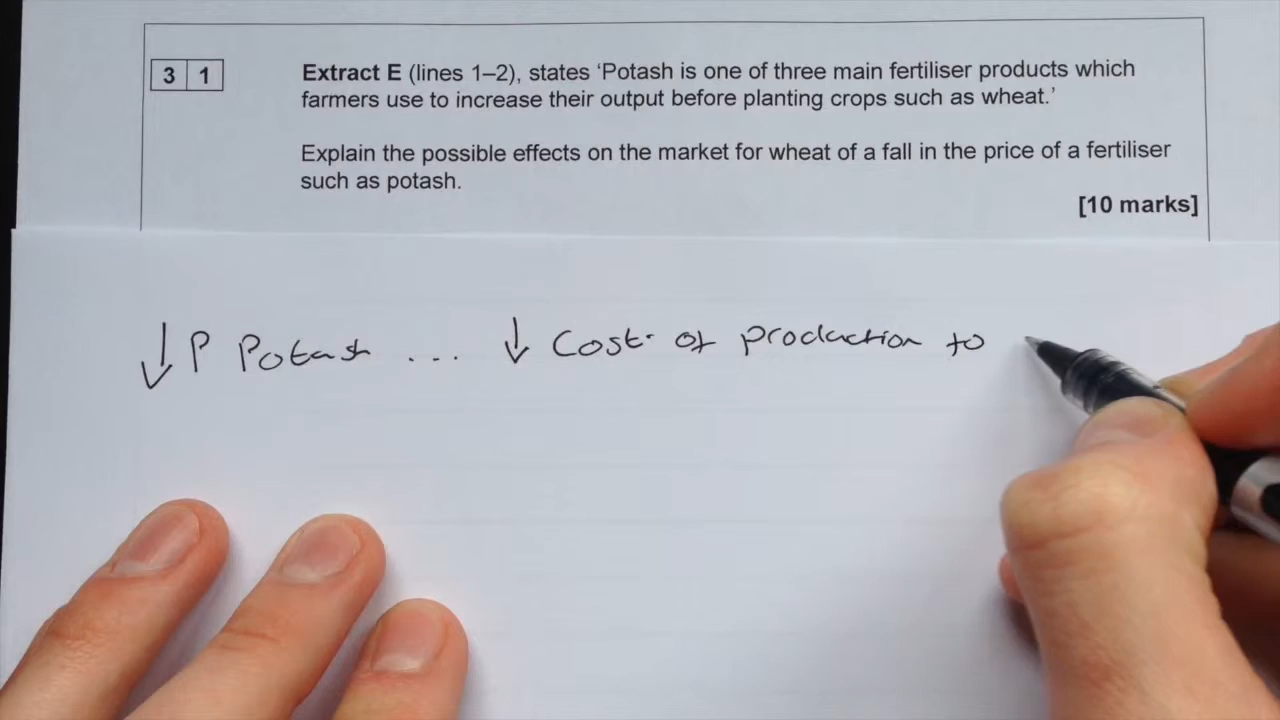 3 1
Extract E (lines 1–2), states ‘Potash is one of three main fertiliser products which
farmers use to increase their output before planting crops such as wheat.’
Explain the possible effects on the market for wheat of a fall in the price of a fertiliser
such as potash.
[10 marks]
↓ P Potash ... ↓ Cost of production to